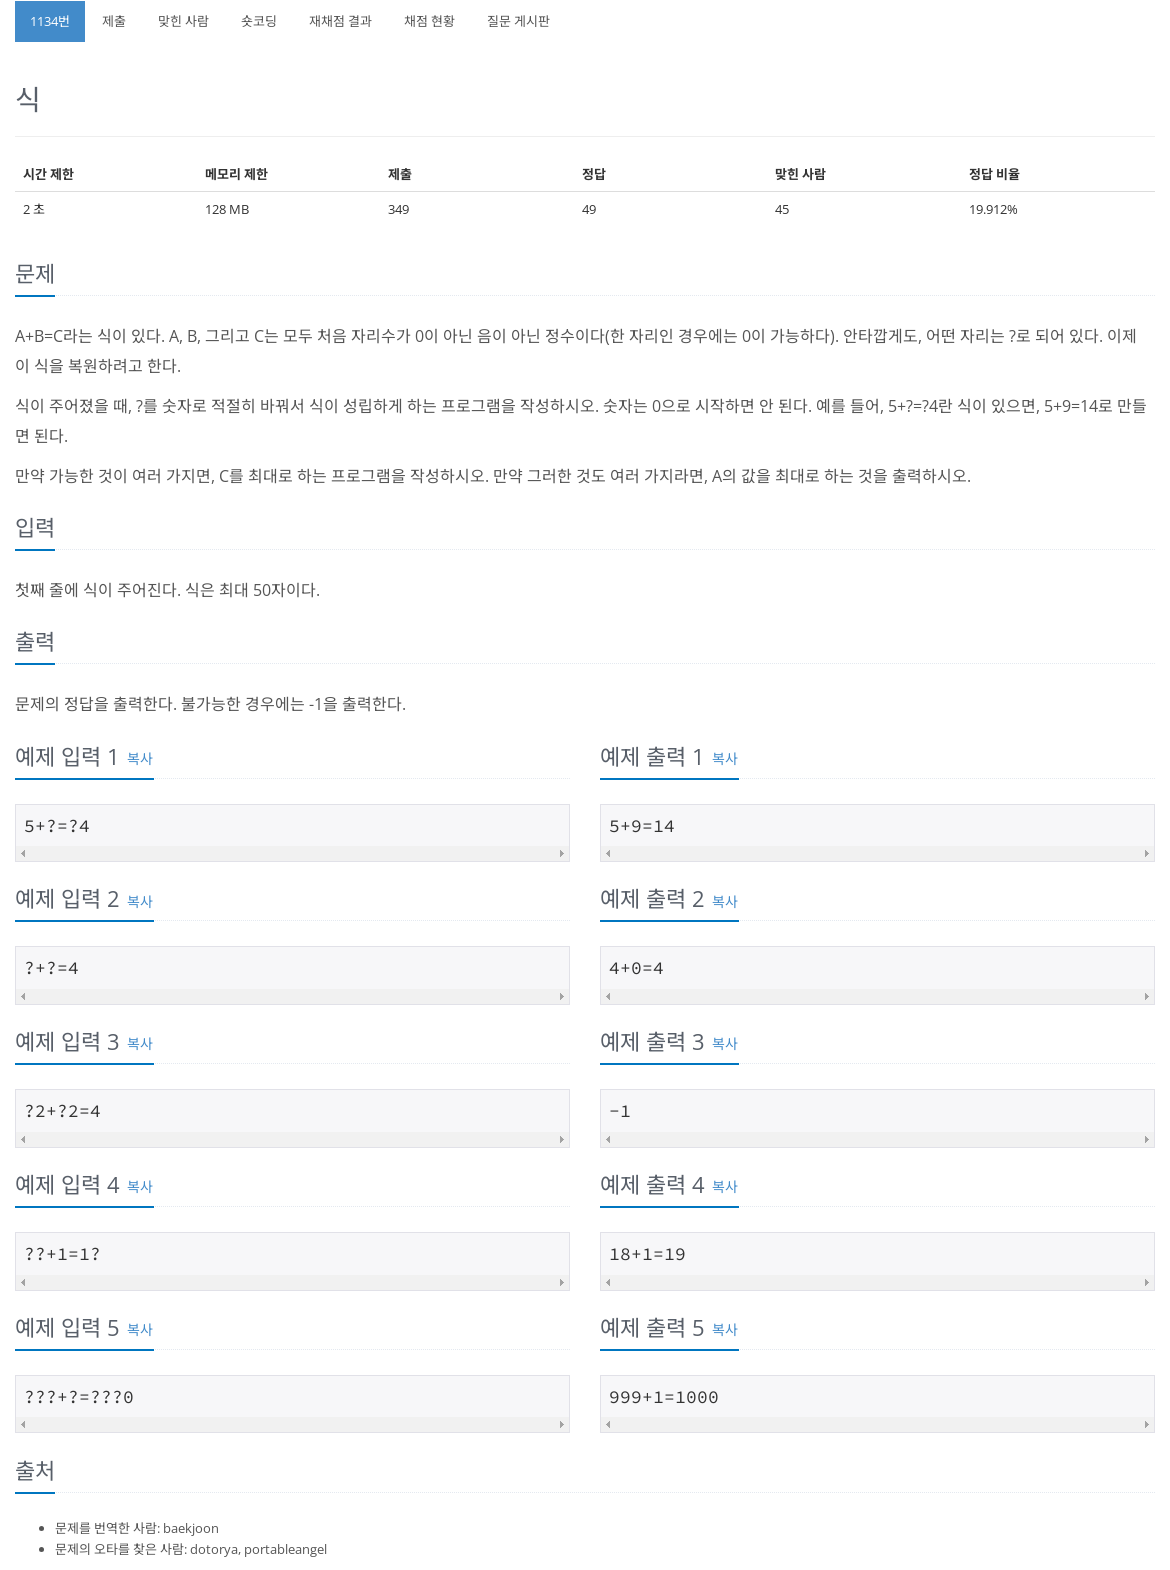 1134번 제출 맞힌 사람 숏코딩 재채점 결과 채점 현황 질문 게시판
식
시간 제한 메모리 제한 제출 정답 맞힌 사람 정답 비율
2 초 128 MB 349 49 45 19.912%
문제
A+B=C라는 식이 있다. A, B, 그리고 C는 모두 처음 자리수가 0이 아닌 음이 아닌 정수이다(한 자리인 경우에는 0이 가능하다). 안타깝게도, 어떤 자리는 ?로 되어 있다. 이제
이 식을 복원하려고 한다.
식이 주어졌을 때, ?를 숫자로 적절히 바꿔서 식이 성립하게 하는 프로그램을 작성하시오. 숫자는 0으로 시작하면 안 된다. 예를 들어, 5+?=?4란 식이 있으면, 5+9=14로 만들
면 된다.
만약 가능한 것이 여러 가지면, C를 최대로 하는 프로그램을 작성하시오. 만약 그러한 것도 여러 가지라면, A의 값을 최대로 하는 것을 출력하시오.
입력
첫째 줄에 식이 주어진다. 식은 최대 50자이다.
출력
문제의 정답을 출력한다. 불가능한 경우에는 -1을 출력한다.
예제 입력 1 복사
5+?=?4
예제 출력 1 복사
5+9=14
예제 입력 2 복사
?+?=4
예제 출력 2 복사
4+0=4
예제 입력 3 복사
?2+?2=4
예제 출력 3 복사
-1
예제 입력 4 복사
??+1=1?
예제 출력 4 복사
18+1=19
예제 입력 5 복사
???+?=???0
예제 출력 5 복사
999+1=1000
출처
문제를 번역한 사람: baekjoon
문제의 오타를 찾은 사람: dotorya, portableangel